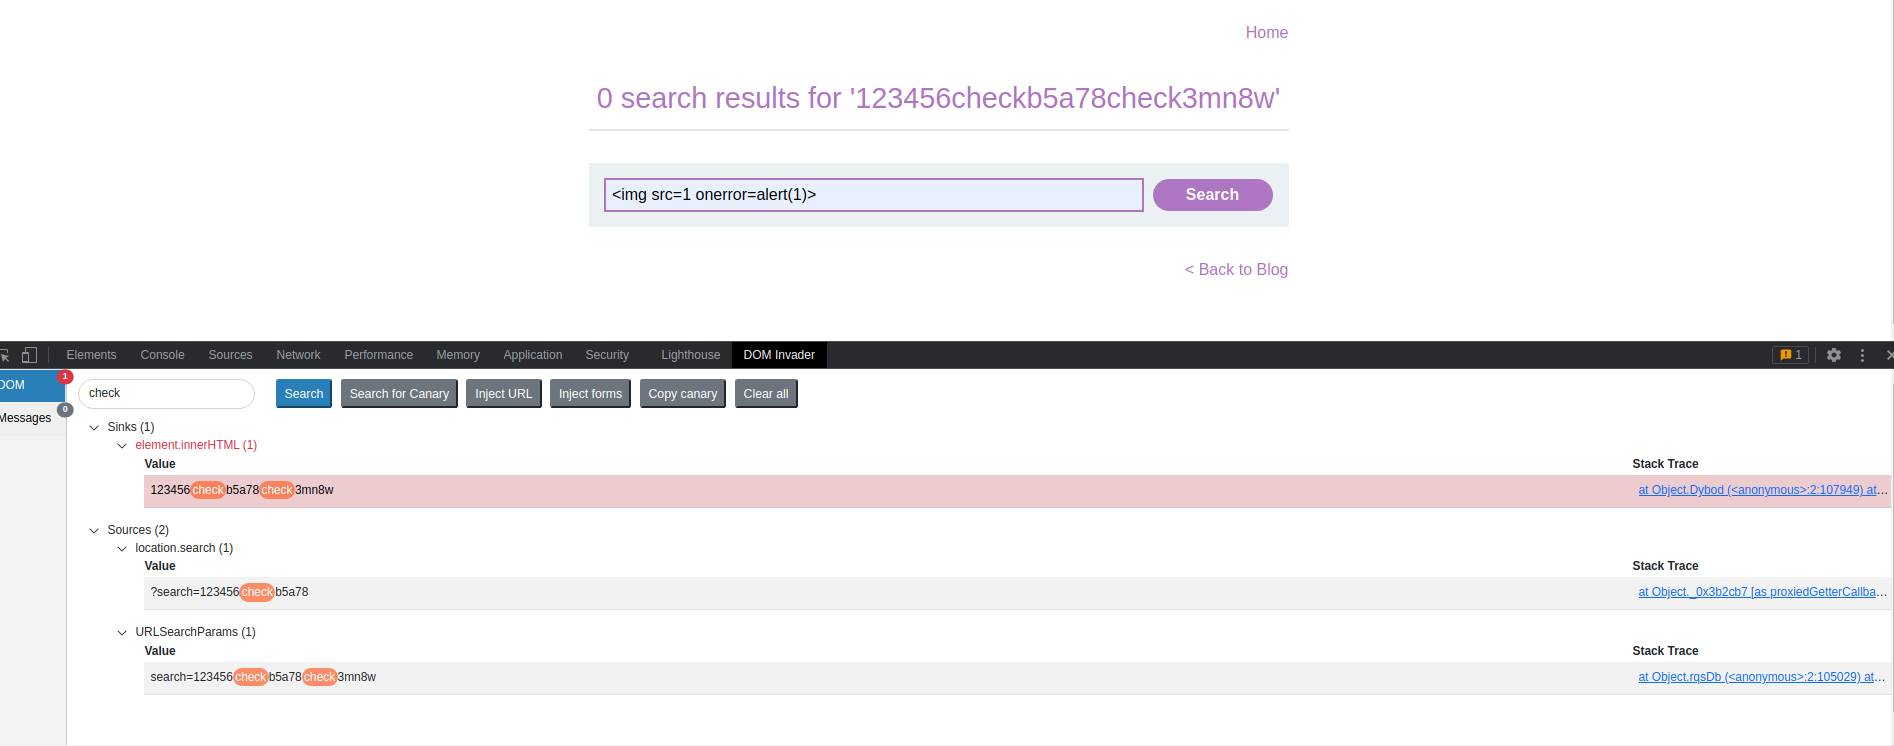 Home
0 search results for '123456checkb5a78check3mn8w'
<img src=1 onerror=alert(1)> Search
< Back to Blog
Elements Console Sources Network Performance Memory Application Security Lighthouse DOM Invader 1
DOM 1
Messages 0
check Search Search for Canary Inject URL Inject forms Copy canary Clear all
Sinks (1)
element.innerHTML (1)
Value Stack Trace
123456checkb5a78check3mn8w at Object.Dybod (<anonymous>:2:107949) at...
Sources (2)
location.search (1)
Value Stack Trace
?search=123456checkb5a78 at Object._0x3b2cb7 [as proxiedGetterCallba...
URLSearchParams (1)
Value Stack Trace
search=123456checkb5a78check3mn8w at Object.rqsDb (<anonymous>:2:105029) at...